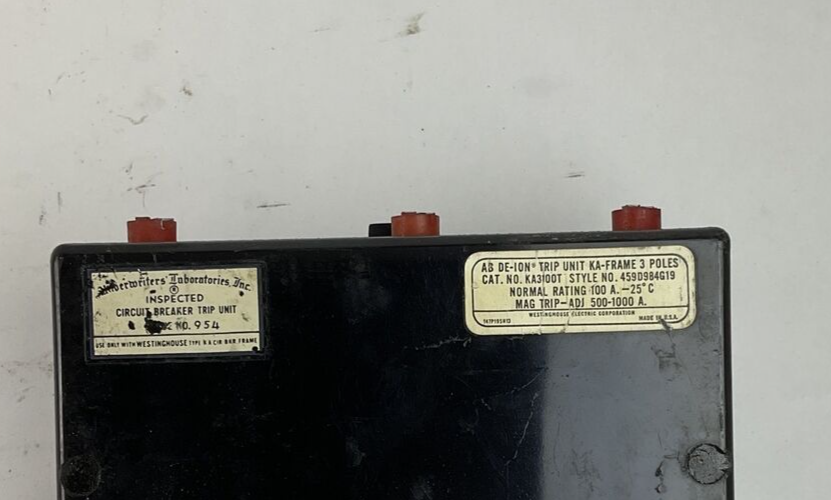 Underwriters' Laboratories, Inc.
®
INSPECTED
CIRCUIT BREAKER TRIP UNIT
NO. 954
USE ONLY WITH WESTINGHOUSE TYPE KA CIR BKR FRAME
AB DE-ION® TRIP UNIT KA-FRAME 3 POLES
CAT. NO. KA3100T STYLE NO. 459D984G19
NORMAL RATING 100 A.-25°C
MAG TRIP-ADJ 500-1000 A.
WESTINGHOUSE ELECTRIC CORPORATION
MADE IN U.S.A.